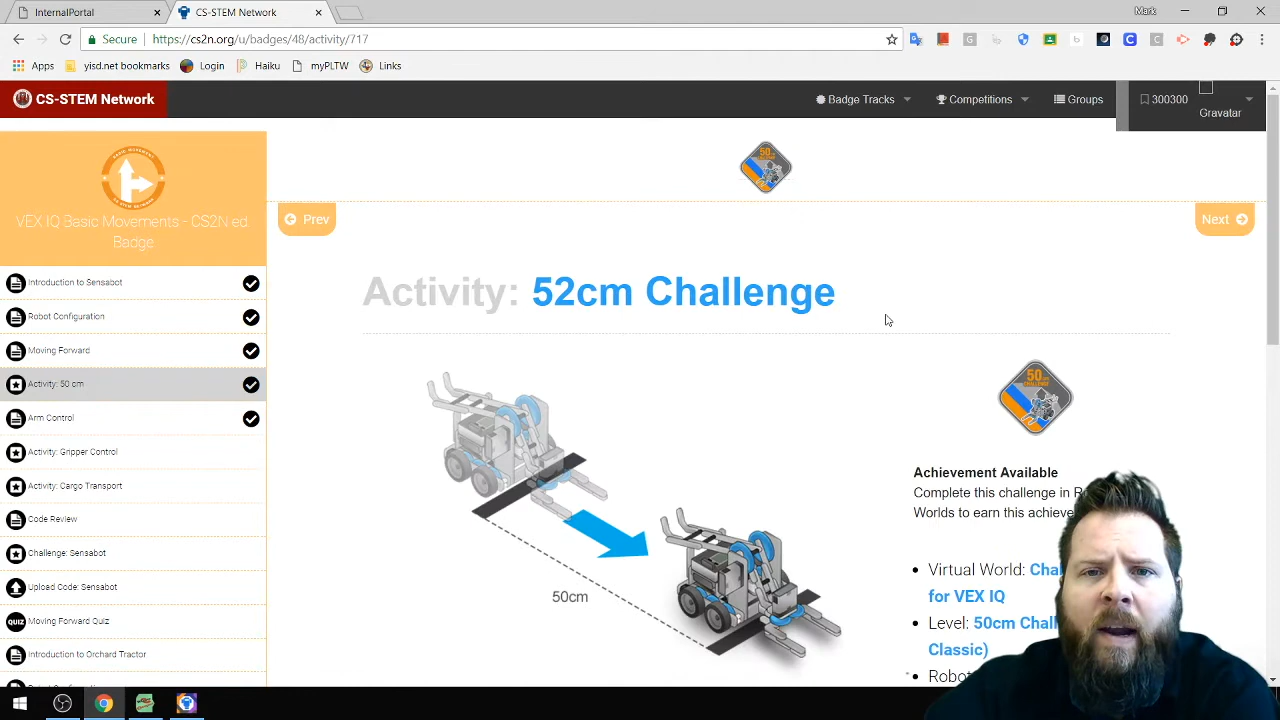 InternalPortal
CS-STEM Network
Mark
Secure
https://cs2n.org/u/badges/48/activity/717
Apps
yisd.net bookmarks
Login
Haiku
myPLTW
Links
CS-STEM Network
Badge Tracks
Competitions
Groups
300300
Gravatar
VEX IQ Basic Movements - CS2N ed.
Badge
Introduction to Sensabot
Robot Configuration
Moving Forward
Activity: 50 cm
Arm Control
Activity: Gripper Control
Activity: Cargo Transport
Code Review
Challenge: Sensabot
Upload Code: Sensabot
QUIZ
Moving Forward Quiz
Introduction to Orchard Tractor
Prev
Next
Activity: 52cm Challenge
50cm
50
Achievement Available
Complete this challenge in R
Worlds to earn this achieve
Virtual World: Cha
for VEX IQ
Level: 50cm Chall
Classic)
Robot